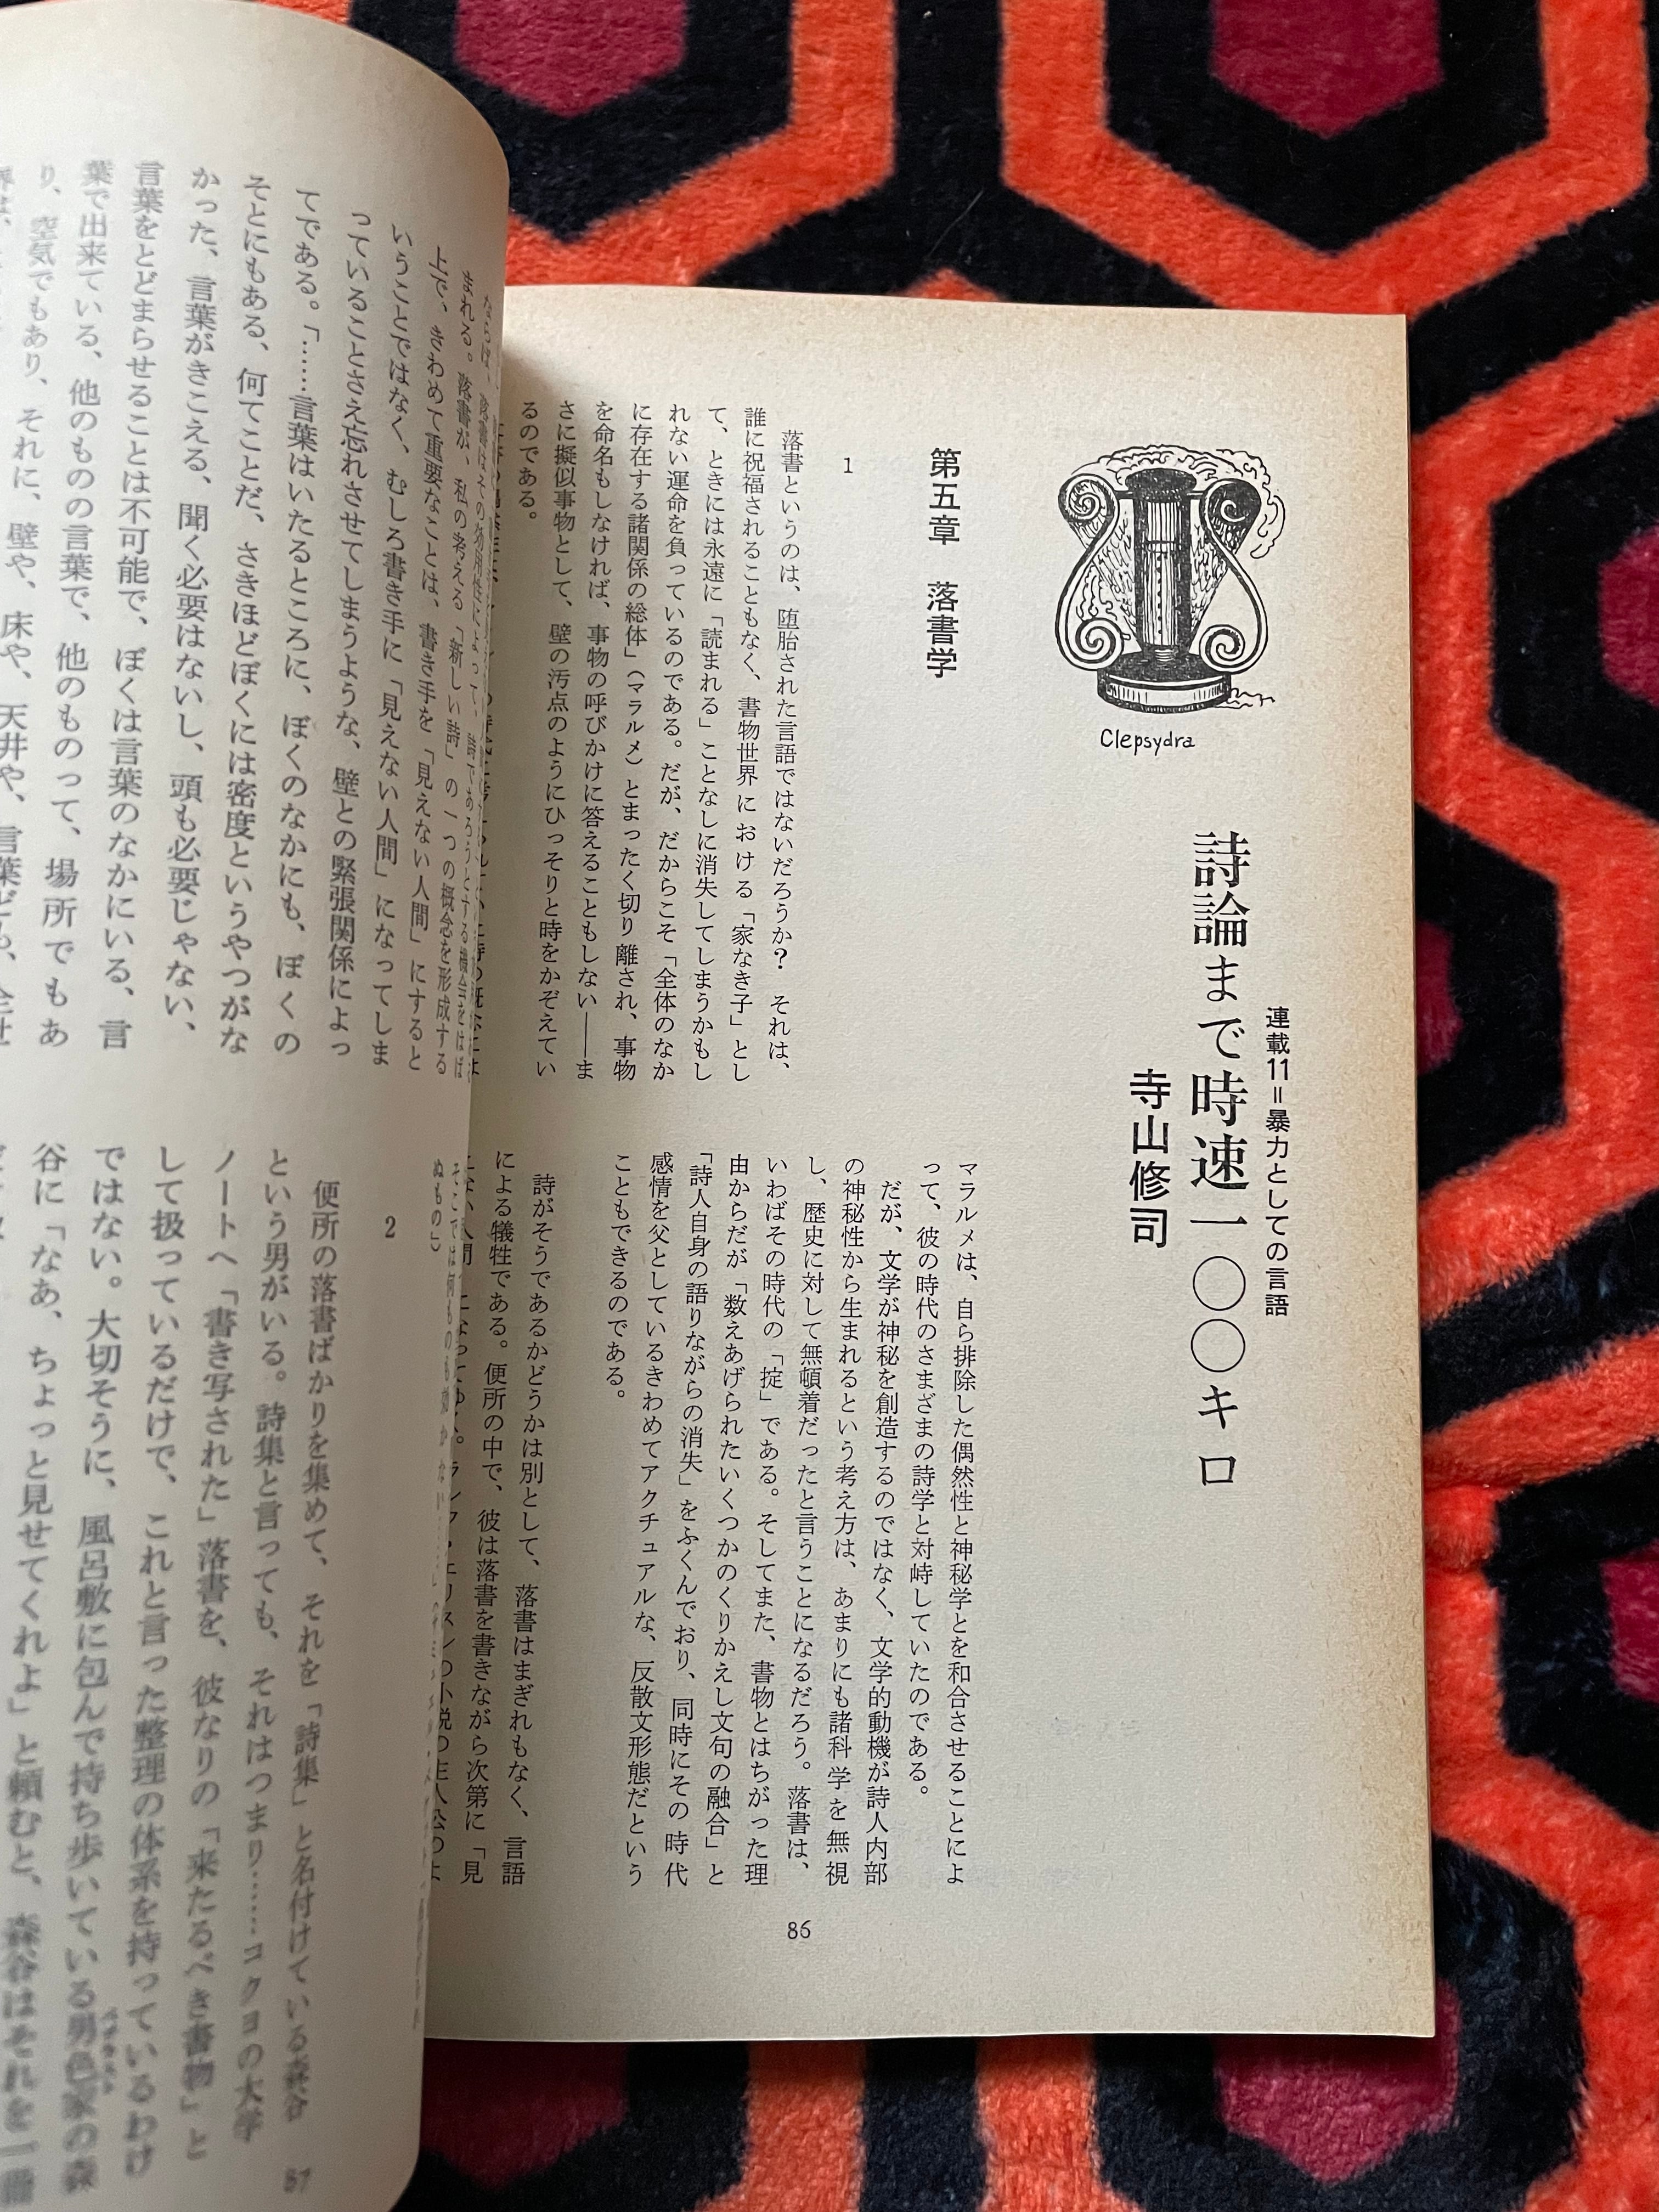 連載11＝暴力としての言語
詩論まで時速一〇〇キロ
寺山修司
Clepsydra
第五章　落書学
1
落書というのは、堕胎された言語ではないだろうか？　それは、
誰に祝福されることもなく、書物世界における「家なき子」とし
て、ときには永遠に「読まれる」ことなしに消失してしまうかもし
れない運命を負っているのである。だが、だからこそ「全体のなか
に存在する諸関係の総体」（マラルメ）とまったく切り離され、事物
を命名もしなければ、事物の呼びかけに答えることもしない――ま
さに擬似事物として、壁の汚点のようにひっそりと時をかぞえてい
るのである。
マラルメは、自ら排除した偶然性と神秘学とを和合させることによ
って、彼の時代のさまざまの詩学と対峙していたのである。
だが、文学が神秘を創造するのではなく、文学的動機が詩人内部
の神秘性から生まれるという考え方は、あまりにも諸科学を無視
し、歴史に対して無頓着だったと言うことになるだろう。落書は、
いわばその時代の「掟」である。そしてまた、書物とはちがった理
由からだが「数えあげられたいくつかのくりかえし文句の融合」と
「詩人自身の語りながらの消失」をふくんでおり、同時にその時代
感情を父としているきわめてアクチュアルな、反散文形態だという
こともできるのである。
詩がそうであるかどうかは別として、落書はまぎれもなく、言語
による犠牲である。便所の中で、彼は落書を書きながら次第に「見
86
まれる。落書が、私の考える「新しい詩」の一つの概念を形成する
上で、きわめて重要なことは、書き手を「見えない人間」にすると
いうことではなく、むしろ書き手に「見えない人間」になってしま
っていることさえ忘れさせてしまうような、壁との緊張関係によっ
てである。「……言葉はいたるところに、ぼくのなかにも、ぼくの
そとにもある、何てことだ、さきほどぼくには密度というやつがな
かった、言葉がきこえる、聞く必要はないし、頭も必要じゃない、
言葉をとどまらせることは不可能で、ぼくは言葉のなかにいる、言
葉で出来ている、他のものの言葉で、他のものって、場所でもあ
り、空気でもあり、それに、壁や、床や、天井や、言葉ども、全世
ぬもの」）
2
便所の落書ばかりを集めて、それを「詩集」と名付けている森谷
という男がいる。詩集と言っても、それはつまり……コクヨの大学
ノートへ「書き写された」落書を、彼なりの「来たるべき書物」と
して扱っているだけで、これと言った整理の体系を持っているわけ
ではない。大切そうに、風呂敷に包んで持ち歩いている男色家の森
谷に「なあ、ちょっと見せてくれよ」と頼むと、森谷はそれを一冊
87